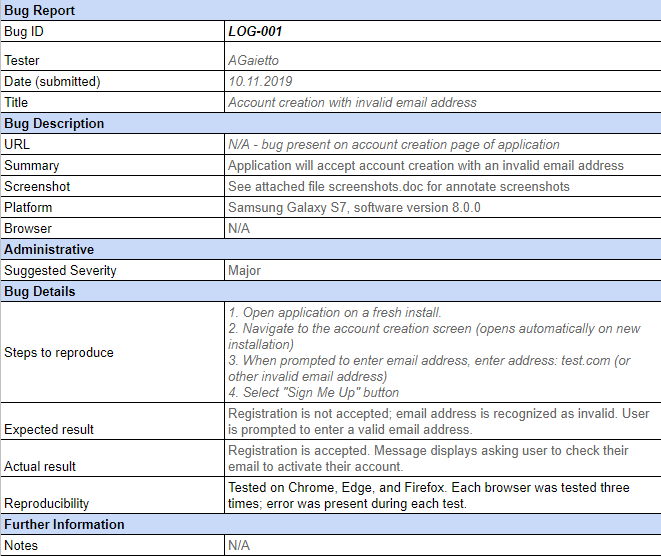 Bug Report
Bug ID LOG-001
Tester AGaietto
Date (submitted) 10.11.2019
Title Account creation with invalid email address
Bug Description
URL N/A - bug present on account creation page of application
Summary Application will accept account creation with an invalid email address
Screenshot See attached file screenshots.doc for annotate screenshots
Platform Samsung Galaxy S7, software version 8.0.0
Browser N/A
Administrative
Suggested Severity Major
Bug Details
Steps to reproduce
1. Open application on a fresh install.
2. Navigate to the account creation screen (opens automatically on new
installation)
3. When prompted to enter email address, enter address: test.com (or
other invalid email address)
4. Select "Sign Me Up" button
Expected result
Registration is not accepted; email address is recognized as invalid. User
is prompted to enter a valid email address.
Actual result
Registration is accepted. Message displays asking user to check their
email to activate their account.
Reproducibility
Tested on Chrome, Edge, and Firefox. Each browser was tested three
times; error was present during each test.
Further Information
Notes N/A